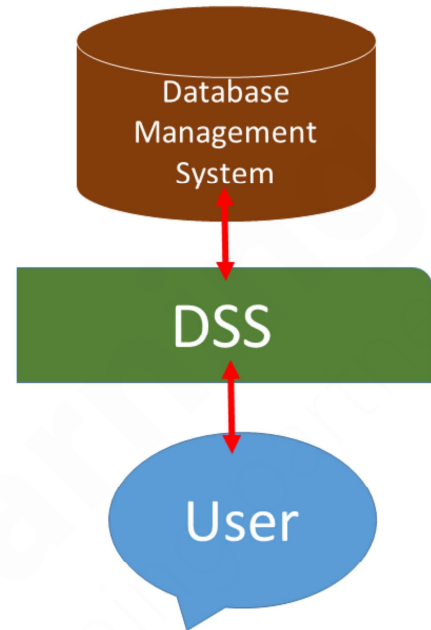 Database
Management
System
DSS
User